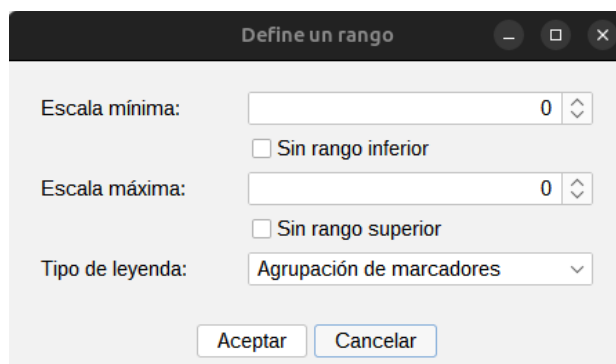 Define un rango
Escala mínima: 0
Sin rango inferior
Escala máxima: 0
Sin rango superior
Tipo de leyenda: Agrupación de marcadores
Aceptar Cancelar